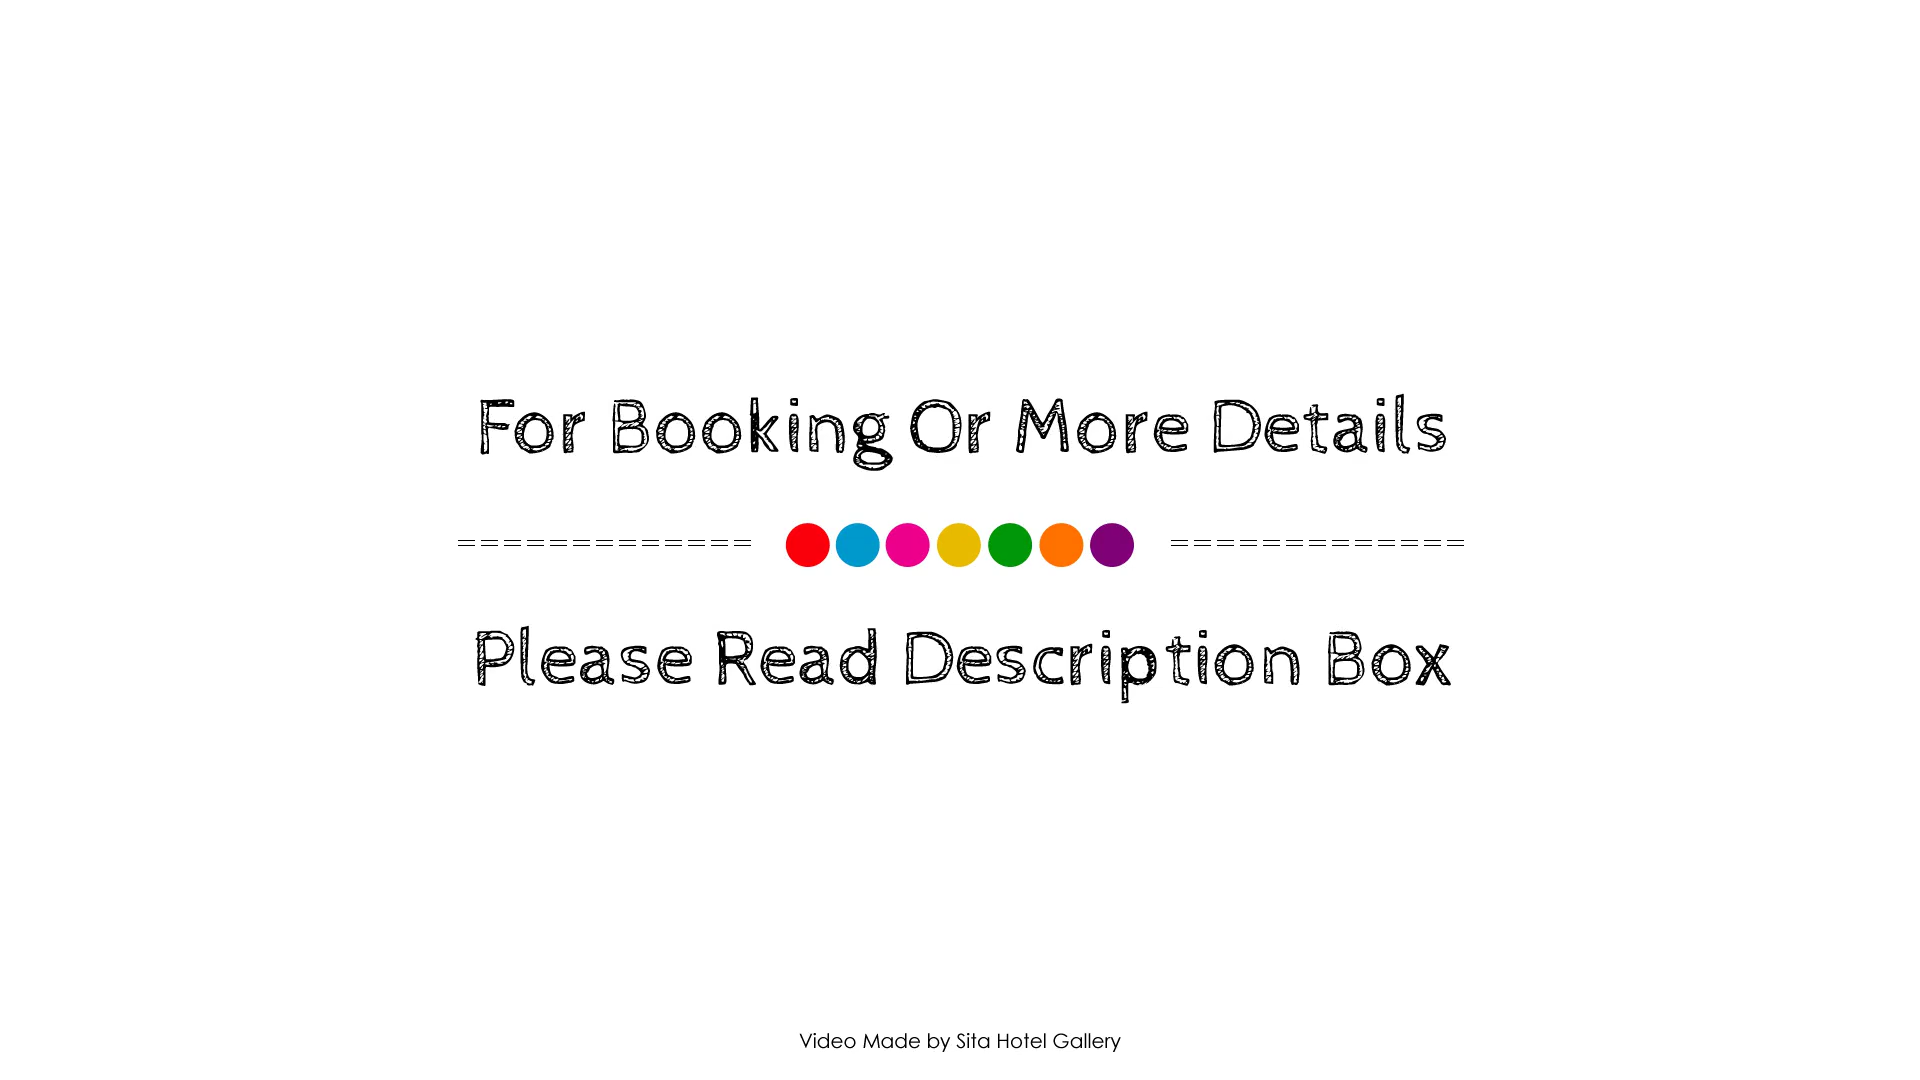 For Booking Or More Details
============= =============
Please Read Description Box
Video Made by Sita Hotel Gallery